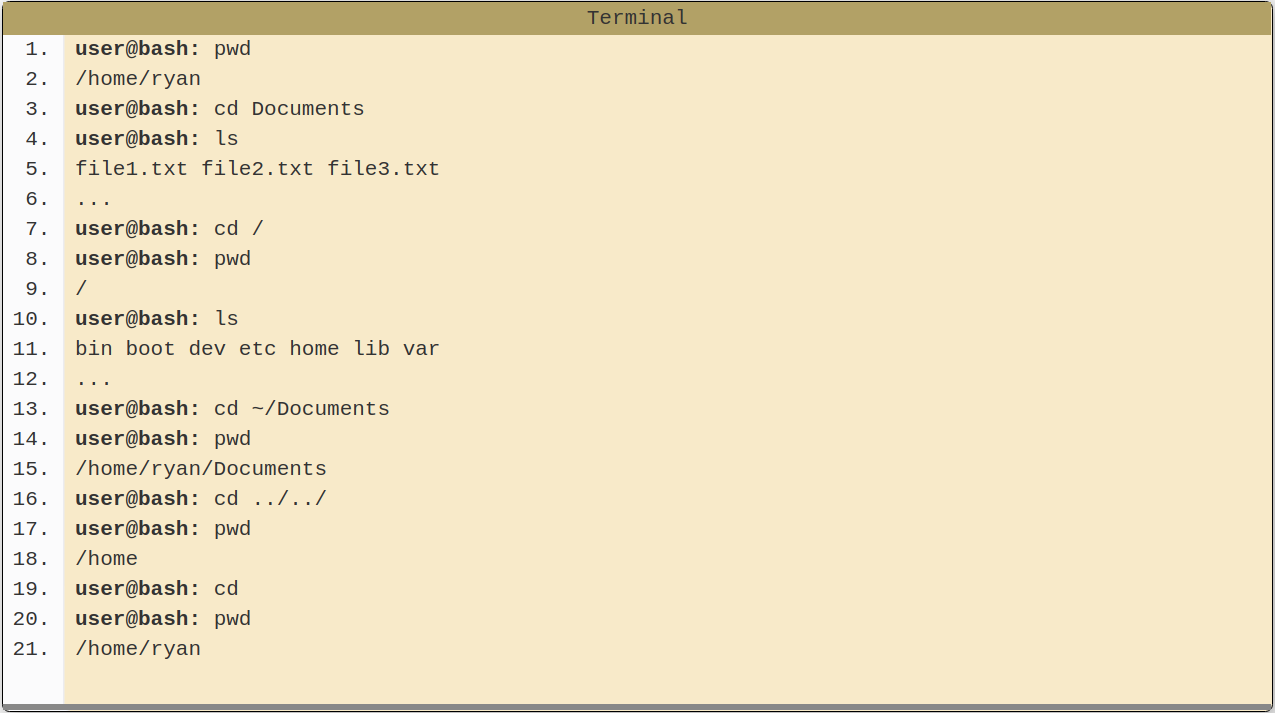 Terminal
1. user@bash: pwd
2. /home/ryan
3. user@bash: cd Documents
4. user@bash: ls
5. file1.txt file2.txt file3.txt
6. ...
7. user@bash: cd /
8. user@bash: pwd
9. /
10. user@bash: ls
11. bin boot dev etc home lib var
12. ...
13. user@bash: cd ~/Documents
14. user@bash: pwd
15. /home/ryan/Documents
16. user@bash: cd ../../
17. user@bash: pwd
18. /home
19. user@bash: cd
20. user@bash: pwd
21. /home/ryan